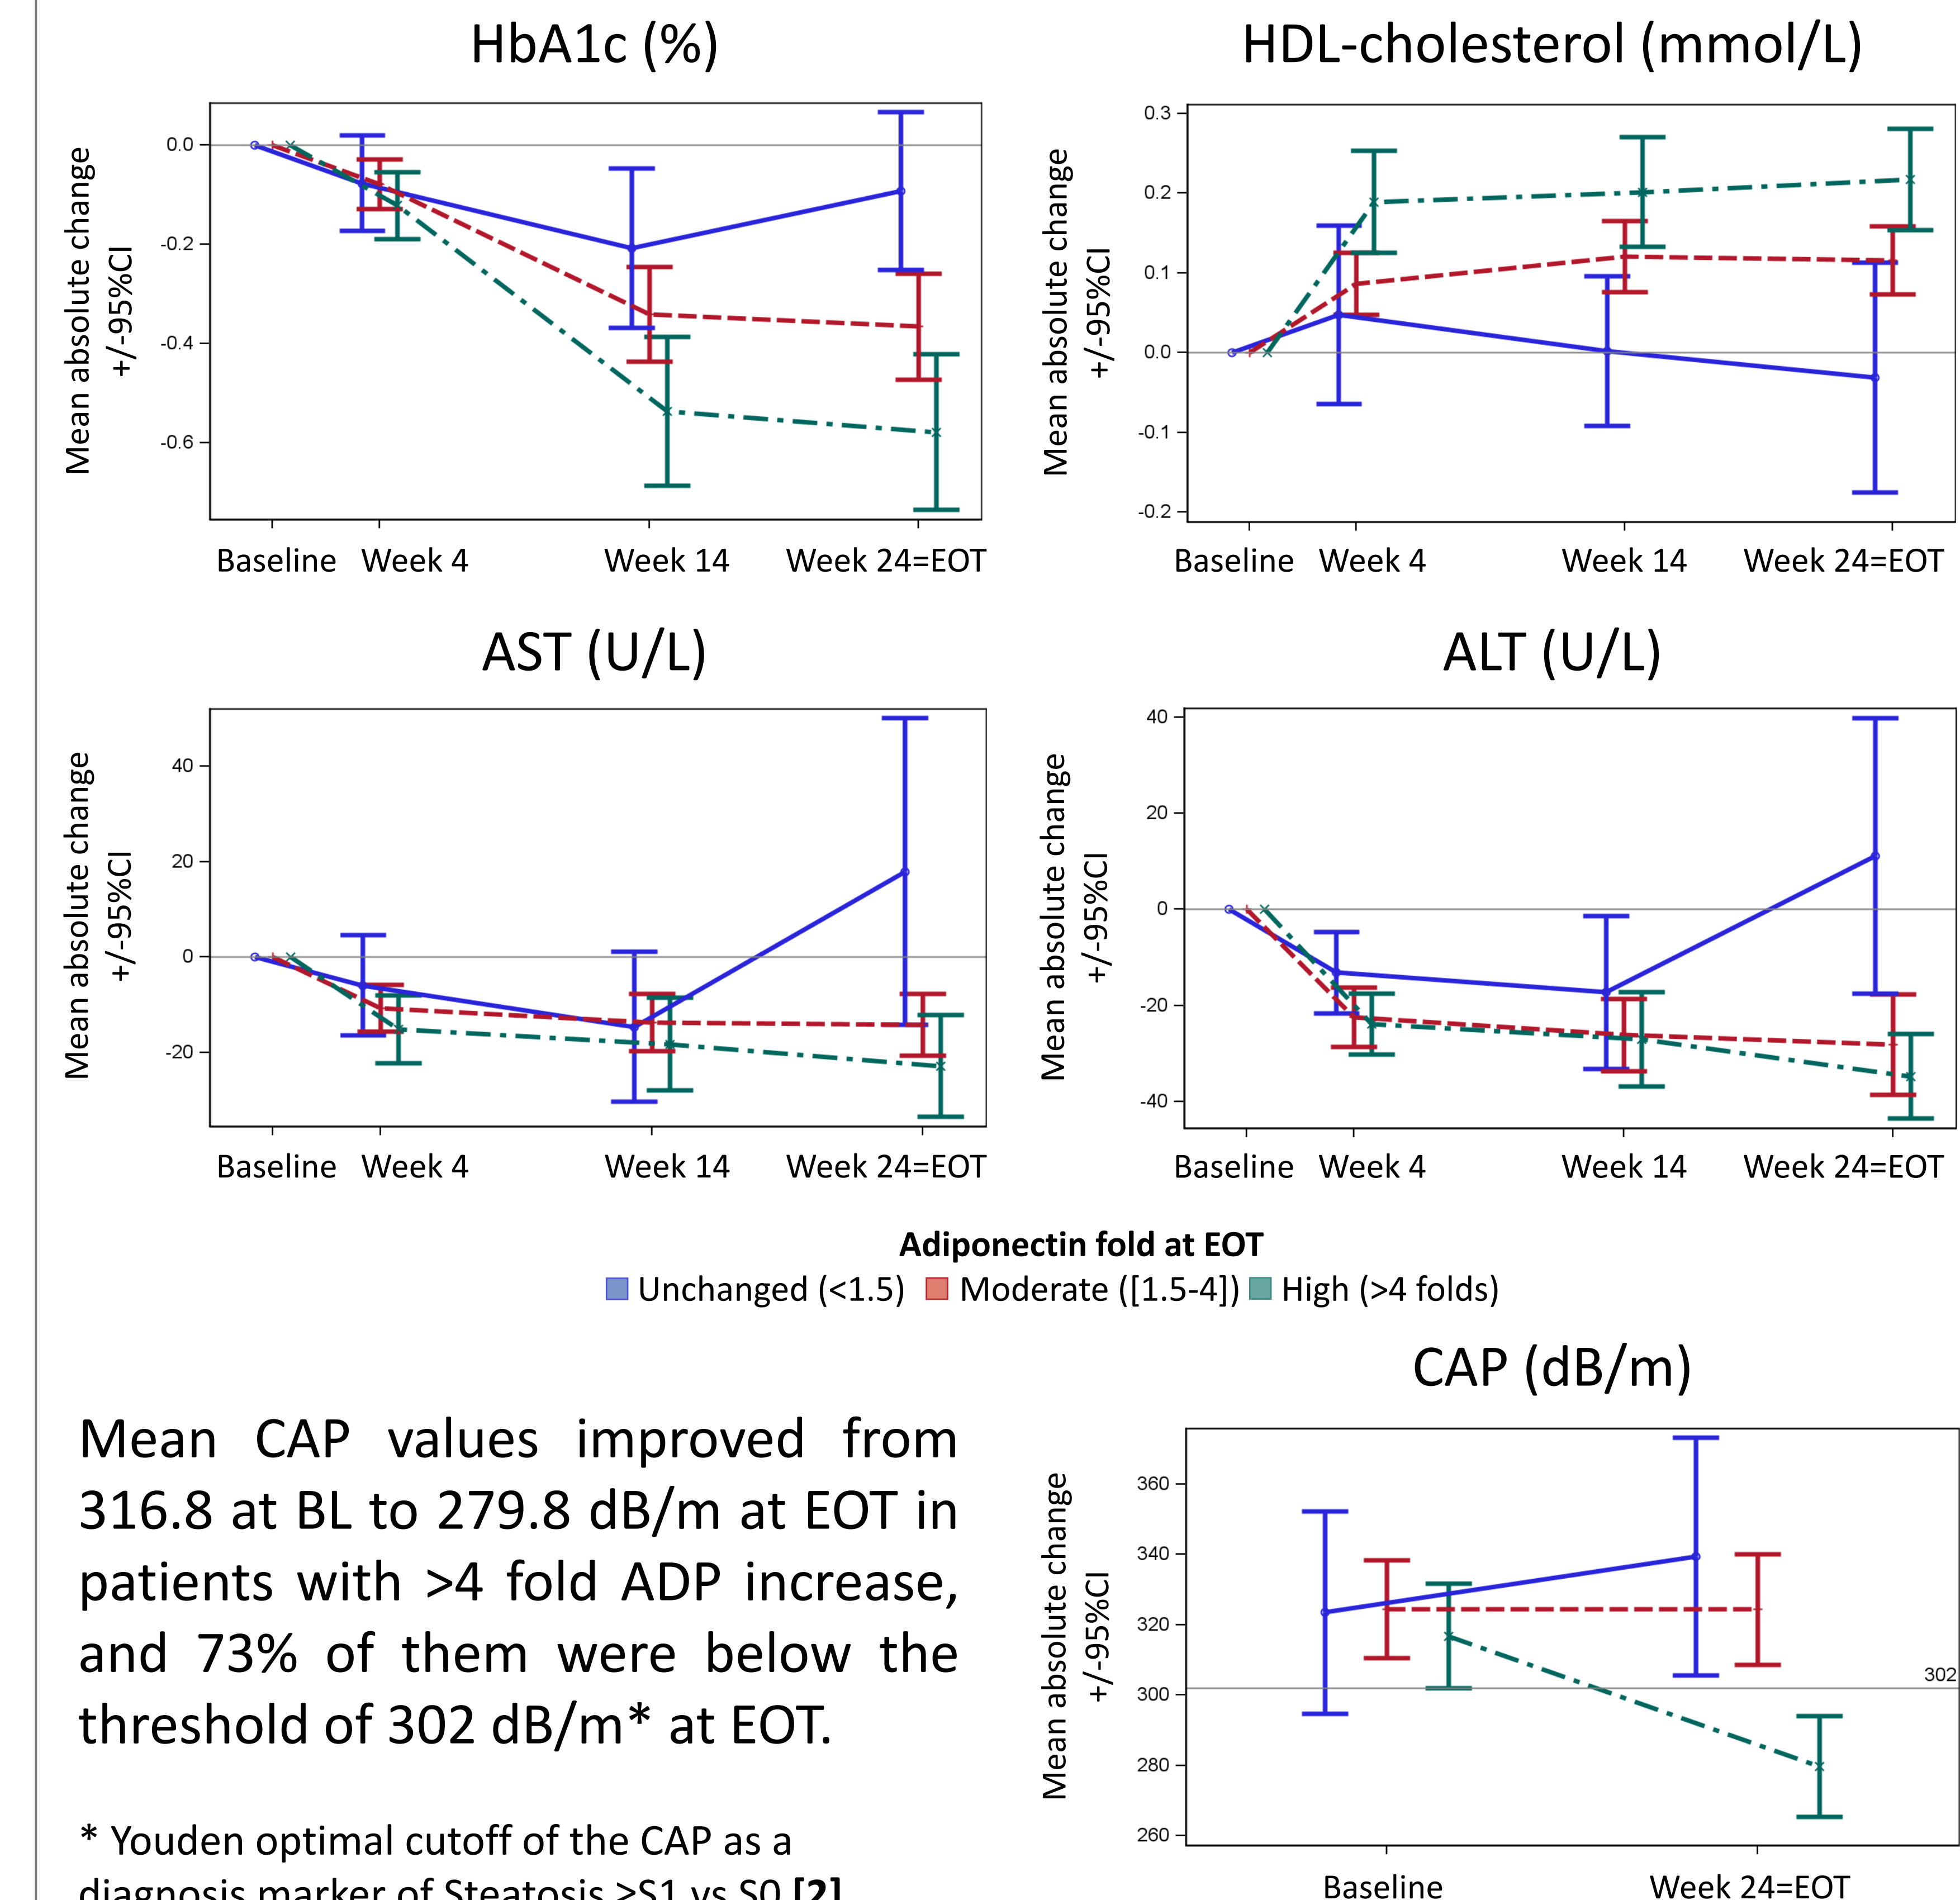 HbA1c (%)
Mean absolute change
+/-95%CI
0.0
-0.2
-0.4
-0.6
Baseline Week 4 Week 14 Week 24=EOT
HDL-cholesterol (mmol/L)
Mean absolute change
+/-95%CI
0.3
0.2
0.1
0.0
-0.1
-0.2
Baseline Week 4 Week 14 Week 24=EOT
AST (U/L)
Mean absolute change
+/-95%CI
40
20
0
-20
Baseline Week 4 Week 14 Week 24=EOT
ALT (U/L)
Mean absolute change
+/-95%CI
40
20
0
-20
-40
Baseline Week 4 Week 14 Week 24=EOT
Adiponectin fold at EOT
Unchanged (<1.5) Moderate ([1.5-4]) High (>4 folds)
Mean CAP values improved from
316.8 at BL to 279.8 dB/m at EOT in
patients with >4 fold ADP increase,
and 73% of them were below the
threshold of 302 dB/m* at EOT.
* Youden optimal cutoff of the CAP as a
diagnosis marker of Steatosis ≥S1 vs S0 [2]
CAP (dB/m)
Mean absolute change
+/-95%CI
360
340
320
300
280
260
302
Baseline Week 24=EOT